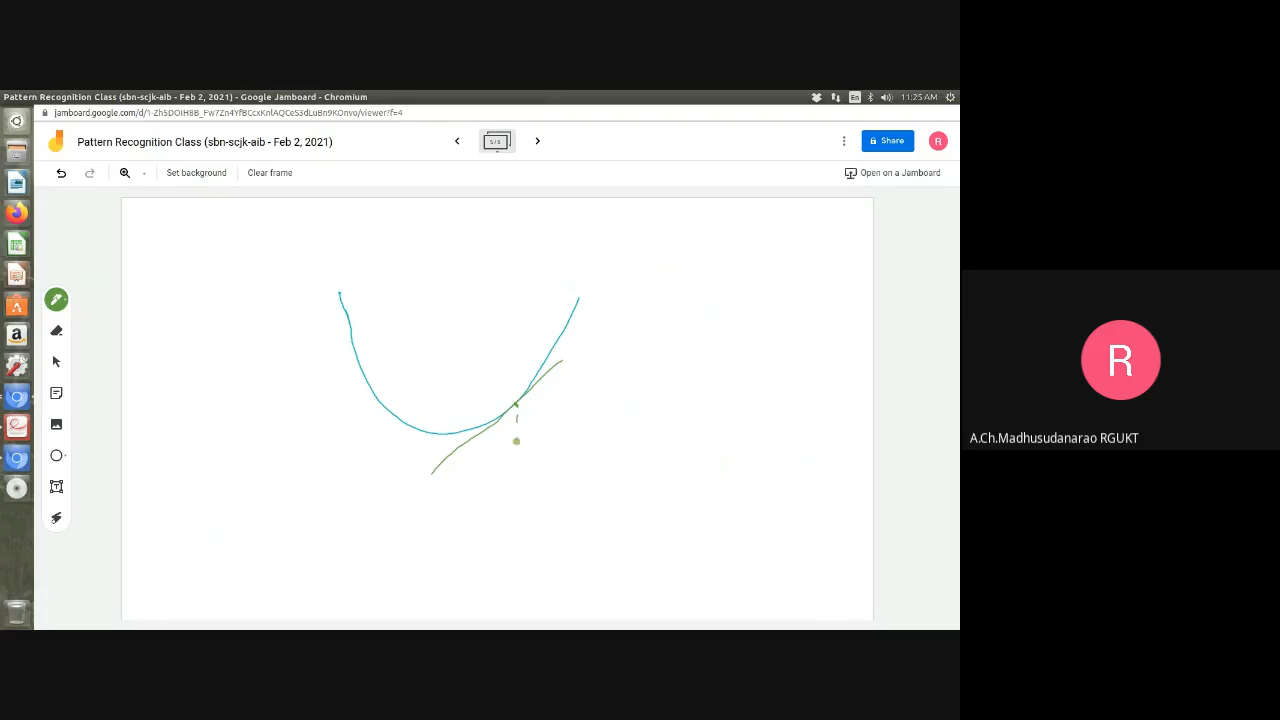 Pattern Recognition Class (sbn-scjk-aib - Feb 2, 2021) - Google Jamboard - Chromium
En
11:25 AM
Pattern Recognition Class (sbn-scjk-aib - Feb 2, 2021)
Share
R
Set background
Clear frame
Open on a Jamboard
R
A.Ch.Madhusudanarao RGUKT